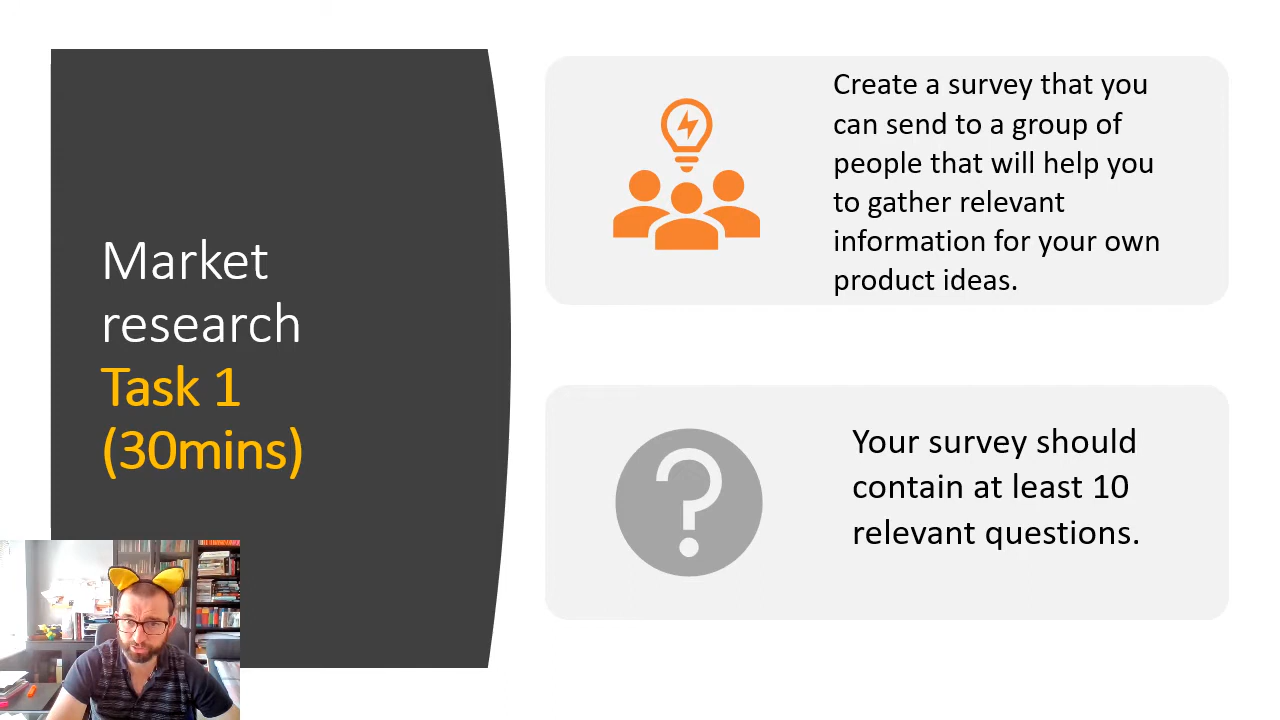 Market
research
Task 1
(30mins)
Create a survey that you
can send to a group of
people that will help you
to gather relevant
information for your own
product ideas.
Your survey should
contain at least 10
relevant questions.